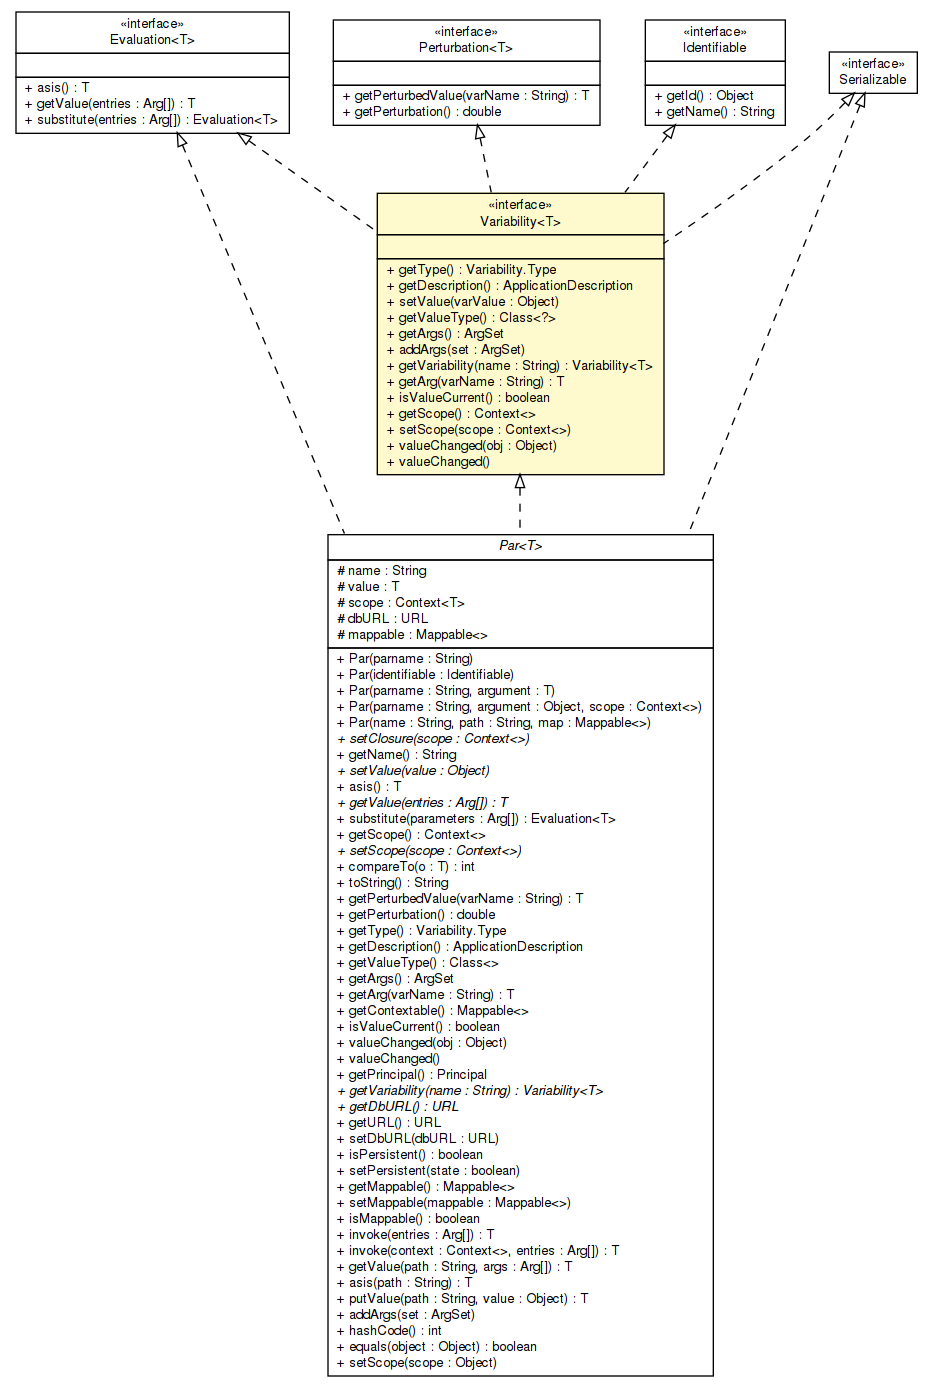 «interface»
Evaluation<T>
+ asis() : T
+ getValue(entries : Arg[]) : T
+ substitute(entries : Arg[]) : Evaluation<T>
«interface»
Perturbation<T>
+ getPerturbedValue(varName : String) : T
+ getPerturbation() : double
«interface»
Identifiable
+ getId() : Object
+ getName() : String
«interface»
Serializable
«interface»
Variability<T>
+ getType() : Variability.Type
+ getDescription() : ApplicationDescription
+ setValue(varValue : Object)
+ getValueType() : Class<?>
+ getArgs() : ArgSet
+ addArgs(set : ArgSet)
+ getVariability(name : String) : Variability<T>
+ getArg(varName : String) : T
+ isValueCurrent() : boolean
+ getScope() : Context<>
+ setScope(scope : Context<>)
+ valueChanged(obj : Object)
+ valueChanged()
Par<T>
# name : String
# value : T
# scope : Context<T>
# dbURL : URL
# mappable : Mappable<>
+ Par(parname : String)
+ Par(identifiable : Identifiable)
+ Par(parname : String, argument : T)
+ Par(parname : String, argument : Object, scope : Context<>)
+ Par(name : String, path : String, map : Mappable<>)
+ setClosure(scope : Context<>)
+ getName() : String
+ setValue(value : Object)
+ asis() : T
+ getValue(entries : Arg[]) : T
+ substitute(parameters : Arg[]) : Evaluation<T>
+ getScope() : Context<>
+ setScope(scope : Context<>)
+ compareTo(o : T) : int
+ toString() : String
+ getPerturbedValue(varName : String) : T
+ getPerturbation() : double
+ getType() : Variability.Type
+ getDescription() : ApplicationDescription
+ getValueType() : Class<>
+ getArgs() : ArgSet
+ getArg(varName : String) : T
+ getContextable() : Mappable<>
+ isValueCurrent() : boolean
+ valueChanged(obj : Object)
+ valueChanged()
+ getPrincipal() : Principal
+ getVariability(name : String) : Variability<T>
+ getDbURL() : URL
+ getURL() : URL
+ setDbURL(dbURL : URL)
+ isPersistent() : boolean
+ setPersistent(state : boolean)
+ getMappable() : Mappable<>
+ setMappable(mappable : Mappable<>)
+ isMappable() : boolean
+ invoke(entries : Arg[]) : T
+ invoke(context : Context<>, entries : Arg[]) : T
+ getValue(path : String, args : Arg[]) : T
+ asis(path : String) : T
+ putValue(path : String, value : Object) : T
+ addArgs(set : ArgSet)
+ hashCode() : int
+ equals(object : Object) : boolean
+ setScope(scope : Object)